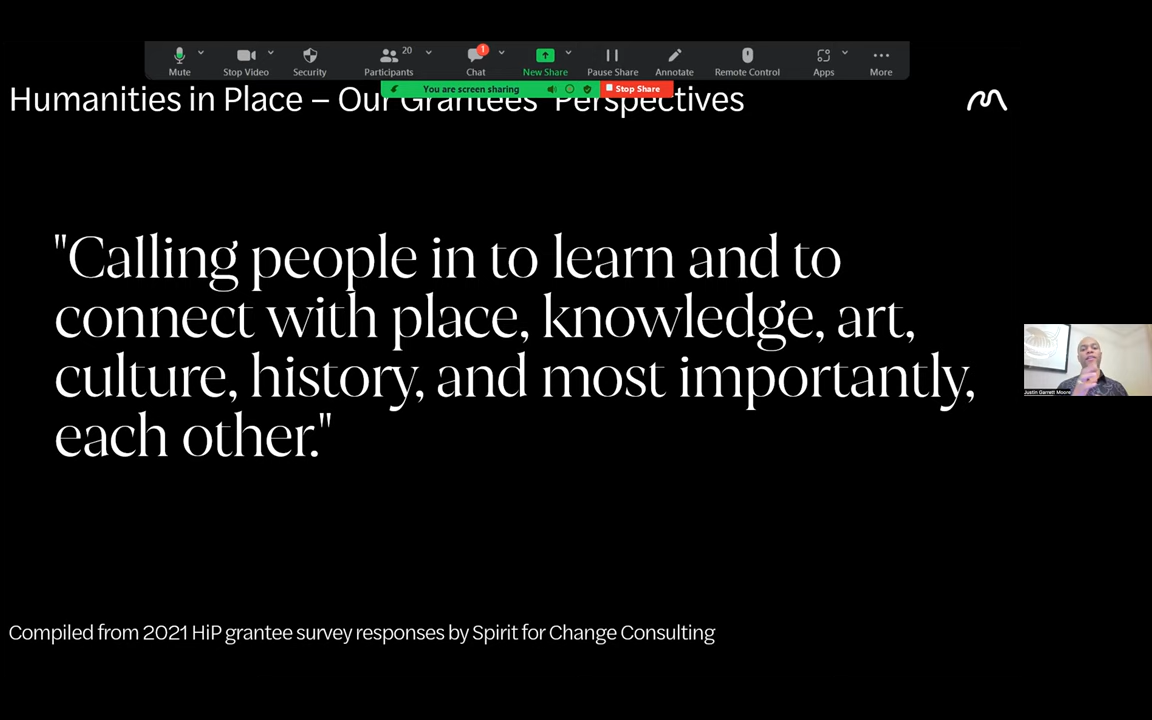 20
1
Mute
Stop Video
Security
Participants
Chat
New Share
Pause Share
Annotate
Remote Control
Apps
More
You are screen sharing
Stop Share
Humanities in Place – Our Grantees' Perspectives
"Calling people in to learn and to
connect with place, knowledge, art,
culture, history, and most importantly,
each other."
Justin Garrett Moore
Compiled from 2021 HiP grantee survey responses by Spirit for Change Consulting